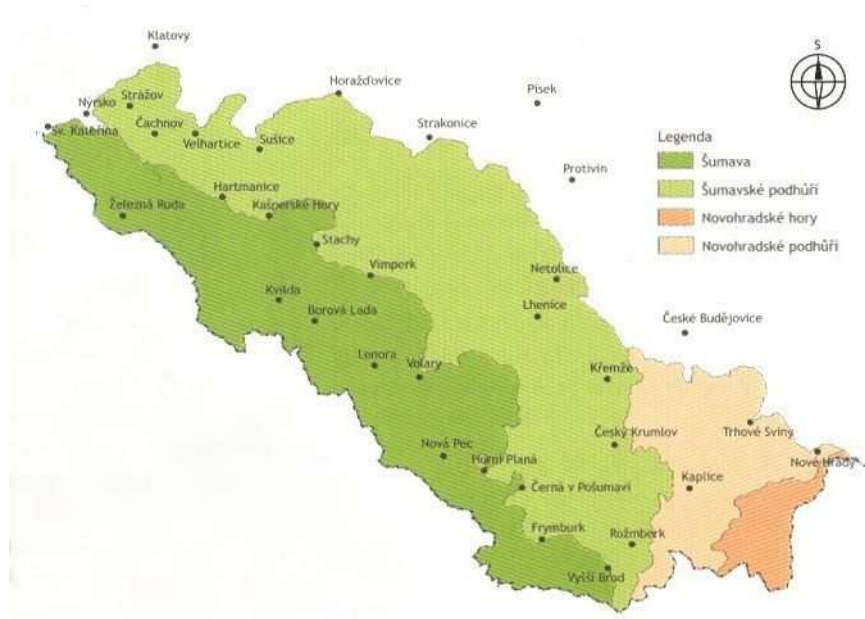 Klatovy
S
Horažďovice
Písek
Strážov
Nýrsko
Sv. Kateřina
Čachnov
Velhartice
Sušice
Strakonice
Legenda
Šumava
Protivín
Šumavské podhůří
Hartmanice
Železná Ruda
Kašperské Hory
Novohradské hory
Stachy
Novohradské podhůří
Vimperk
Netolice
Kvilda
Borová Lada
Lhenice
České Budějovice
Lenora
Volary
Křemže
Český Krumlov
Trhové Sviny
Nová Pec
Horní Planá
Nové Hrady
Kaplice
Černá v Pošumaví
Frymburk
Rožmberk
Vyšší Brod